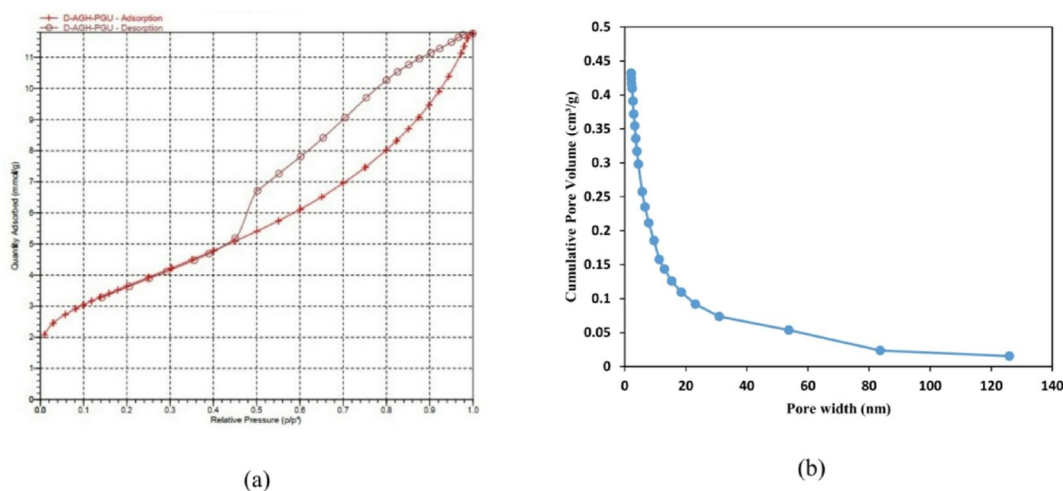 D-AGH-PGU - Adsorption
D-AGH-PGU - Desorption
Quantity Adsorbed (mmol/g)
11
10
9
8
7
6
5
4
3
2
1
0
0.0 0.1 0.2 0.3 0.4 0.5 0.6 0.7 0.8 0.9 1.0
Relative Pressure (p/p°)
(a)
Cumulative Pore Volume (cm³/g)
0.5
0.45
0.4
0.35
0.3
0.25
0.2
0.15
0.1
0.05
0
0 20 40 60 80 100 120 140
Pore width (nm)
(b)